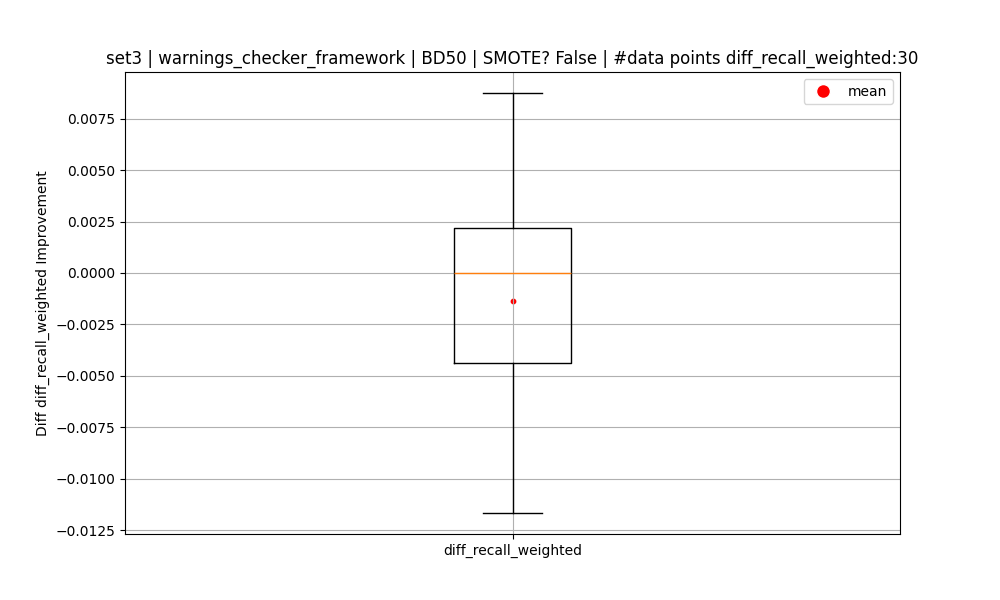 set3 | warnings_checker_framework | BD50 | SMOTE? False | #data points diff_recall_weighted:30
mean
Diff diff_recall_weighted Improvement
0.0075
0.0050
0.0025
0.0000
−0.0025
−0.0050
−0.0075
−0.0100
−0.0125
diff_recall_weighted